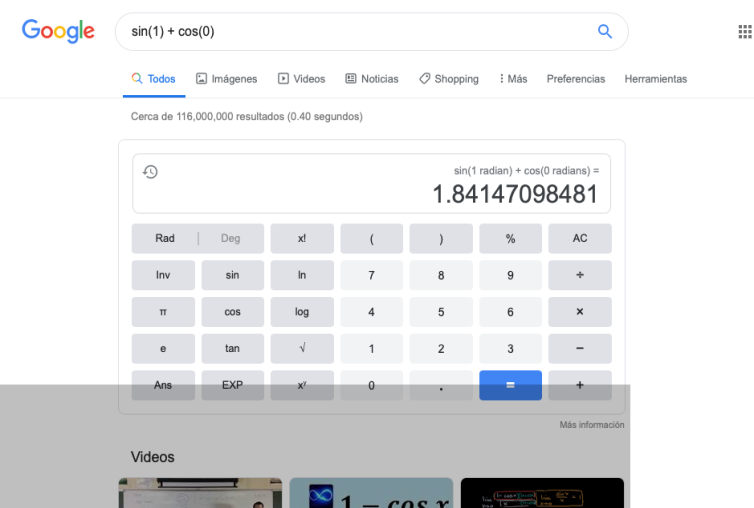 Google
sin(1) + cos(0)
Todos Imágenes Videos Noticias Shopping Más Preferencias Herramientas
Cerca de 116,000,000 resultados (0.40 segundos)
sin(1 radian) + cos(0 radians) =
1.84147098481
Rad | Deg x! ( ) % AC
Inv sin ln 7 8 9 ÷
π cos log 4 5 6 ×
e tan √ 1 2 3 −
Ans EXP xʸ 0 . = +
Más información
Videos
1 − cos x